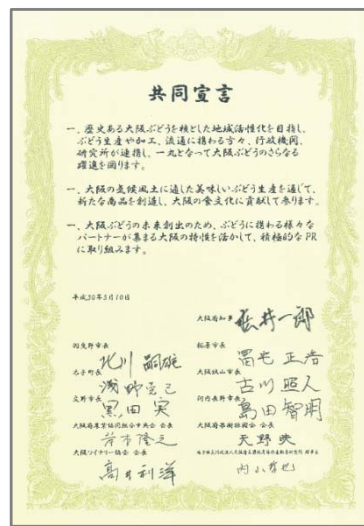 共同宣言
一、歴史ある大阪ぶどうを核とした地域活性化を目指し、
ぶどう生産や加工、流通に携わる方々、行政機関、
研究所が連携し、一丸となって大阪ぶどうのさらなる
躍進を図ります。
一、大阪の気候風土に適した美味しいぶどう生産を通じて、
新たな商品を創造し、大阪の食文化に貢献して参ります。
一、大阪ぶどうの未来創出のため、ぶどうに携わる様々な
パートナーが集まる大阪の特性を活かして、積極的なPR
に取り組みます。
平成30年5月10日
大阪府知事 松井一郎
羽曳野市長 柏原市長
北川嗣雄 冨宅正浩
太子町長 大阪狭山市長
浅野克己 古川照人
交野市長 河内長野市長
黒田実 島田智明
大阪府農業協同組合中央会 会長 大阪府葡萄振興会 会長
大阪ワイナリー協会 会長
高井利洋